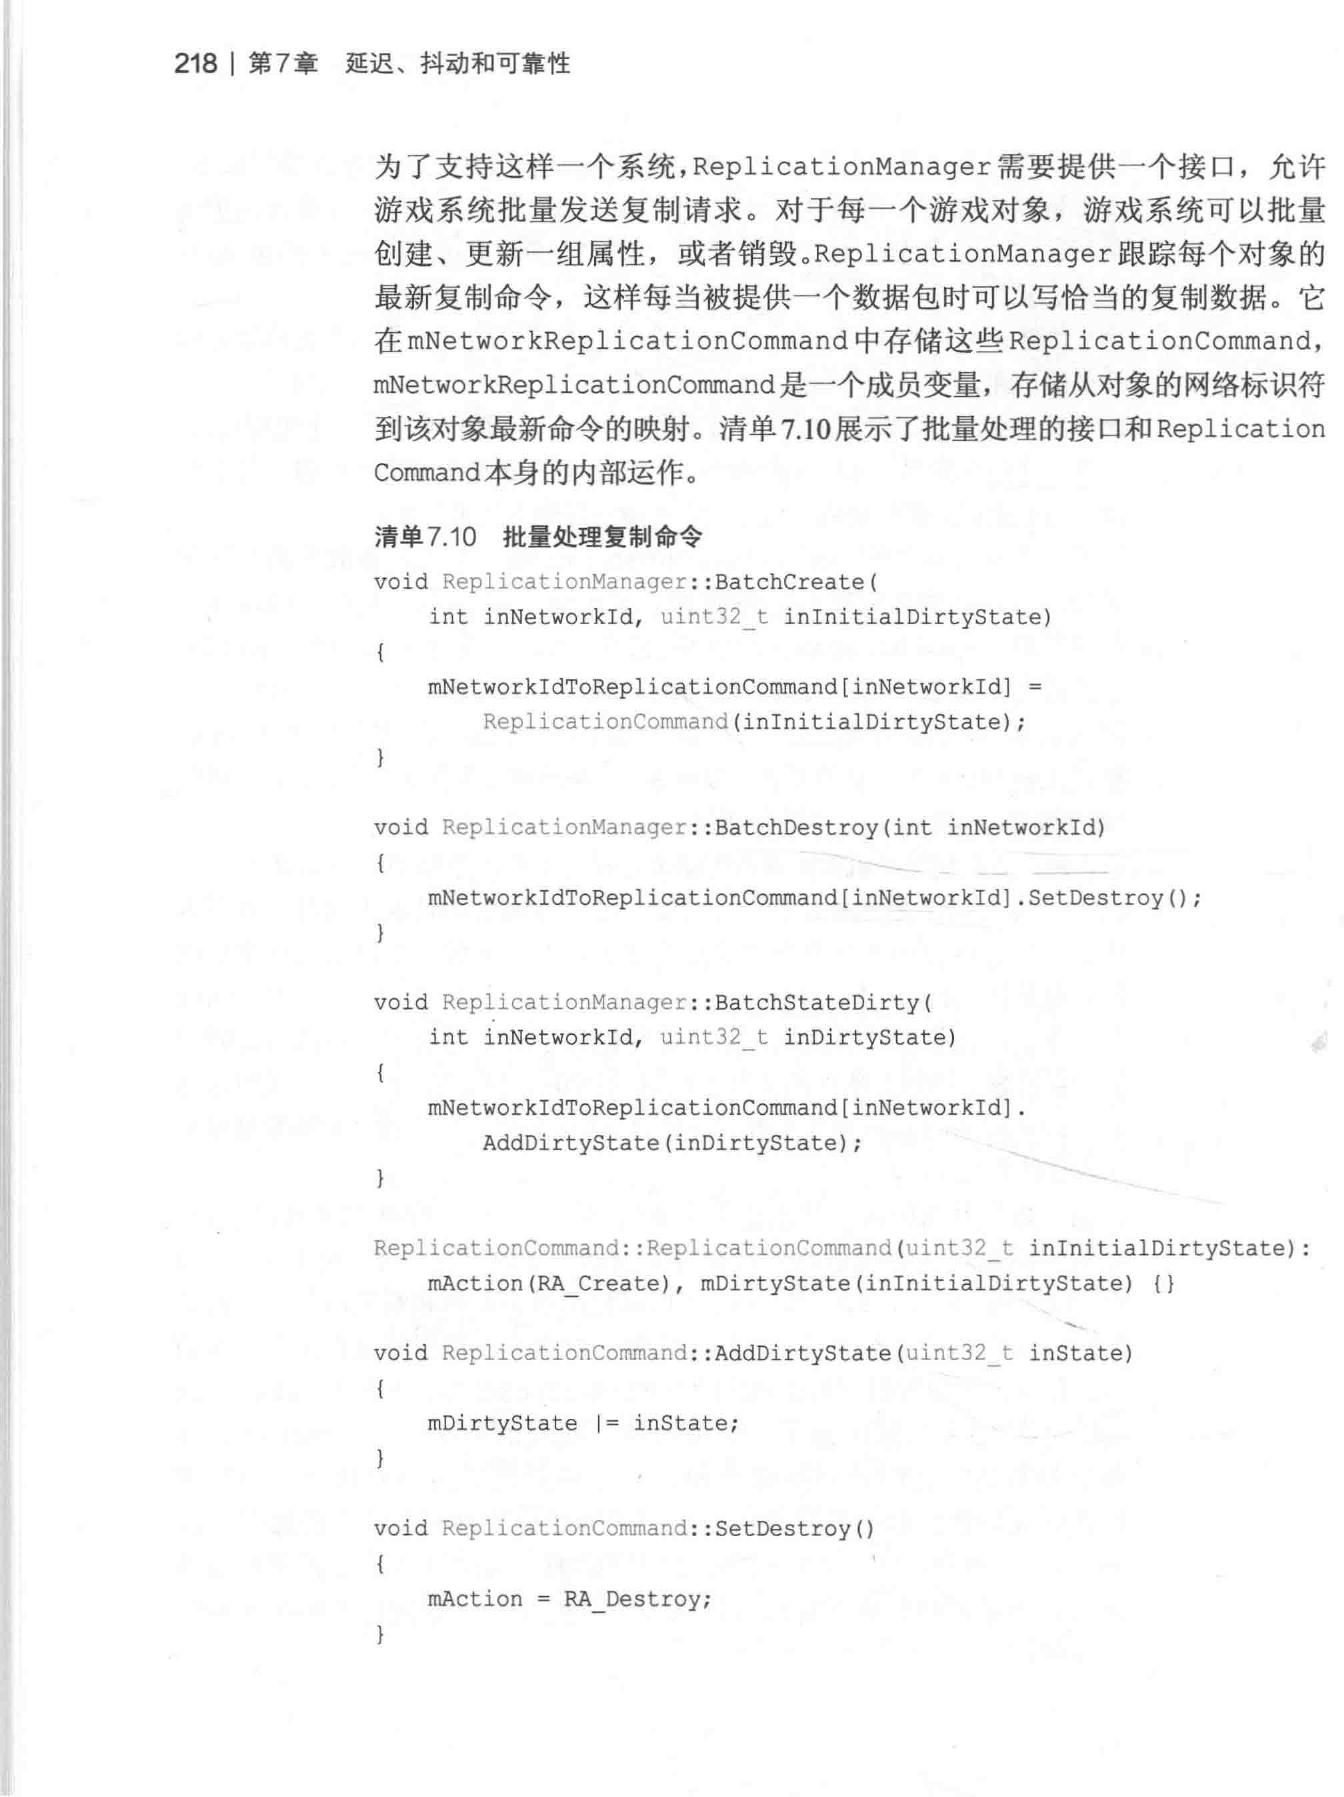 218 | 第7章 延迟、抖动和可靠性
为了支持这样一个系统,ReplicationManager需要提供一个接口，允许
游戏系统批量发送复制请求。对于每一个游戏对象，游戏系统可以批量
创建、更新一组属性，或者销毁。ReplicationManager跟踪每个对象的
最新复制命令，这样每当被提供一个数据包时可以写恰当的复制数据。它
在mNetworkReplicationCommand中存储这些ReplicationCommand,
mNetworkReplicationCommand是一个成员变量，存储从对象的网络标识符
到该对象最新命令的映射。清单7.10展示了批量处理的接口和Replication
Command本身的内部运作。
清单7.10 批量处理复制命令
void ReplicationManager::BatchCreate(
    int inNetworkId, uint32_t inInitialDirtyState)
{
    mNetworkIdToReplicationCommand[inNetworkId] =
        ReplicationCommand(inInitialDirtyState);
}
void ReplicationManager::BatchDestroy(int inNetworkId)
{
    mNetworkIdToReplicationCommand[inNetworkId].SetDestroy();
}
void ReplicationManager::BatchStateDirty(
    int inNetworkId, uint32_t inDirtyState)
{
    mNetworkIdToReplicationCommand[inNetworkId].
        AddDirtyState(inDirtyState);
}
ReplicationCommand::ReplicationCommand(uint32_t inInitialDirtyState):
    mAction(RA_Create), mDirtyState(inInitialDirtyState) {}
void ReplicationCommand::AddDirtyState(uint32_t inState)
{
    mDirtyState |= inState;
}
void ReplicationCommand::SetDestroy()
{
    mAction = RA_Destroy;
}